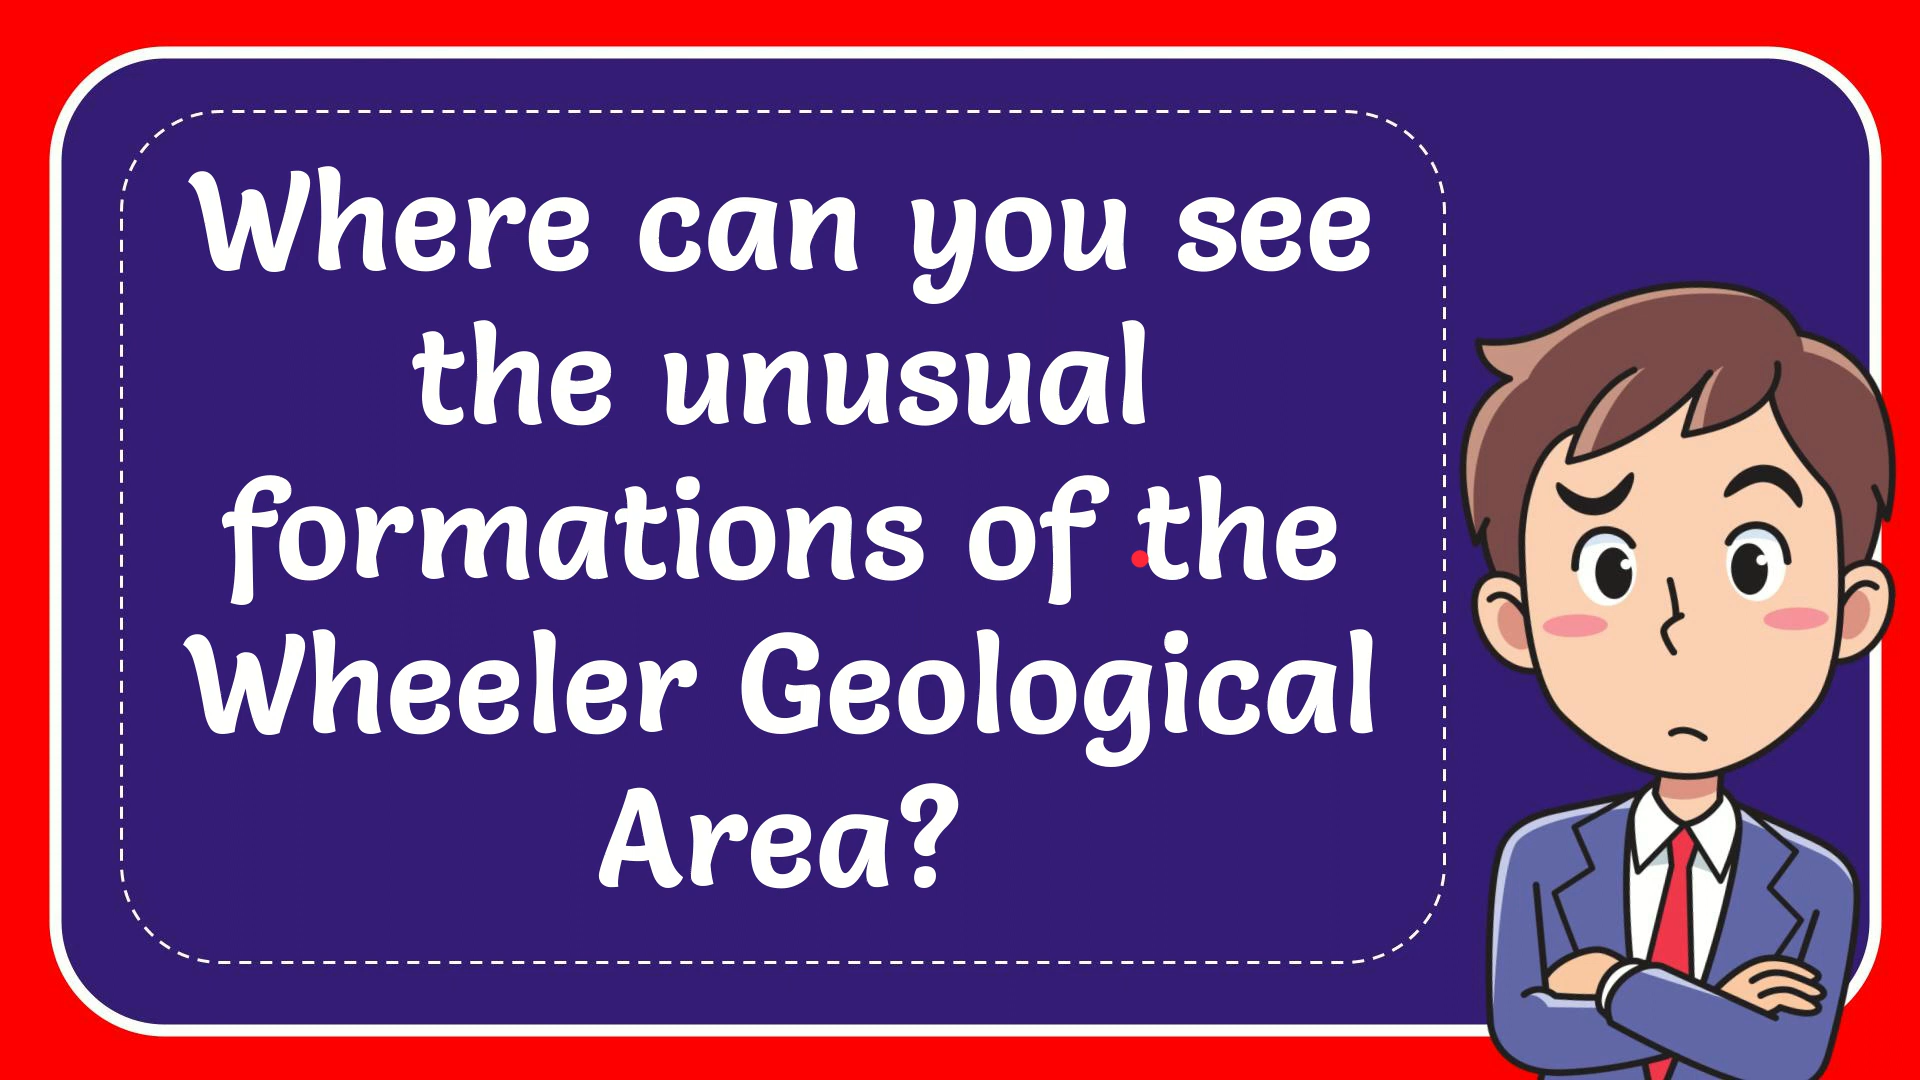 Where can you see
the unusual
formations of the
Wheeler Geological
Area?